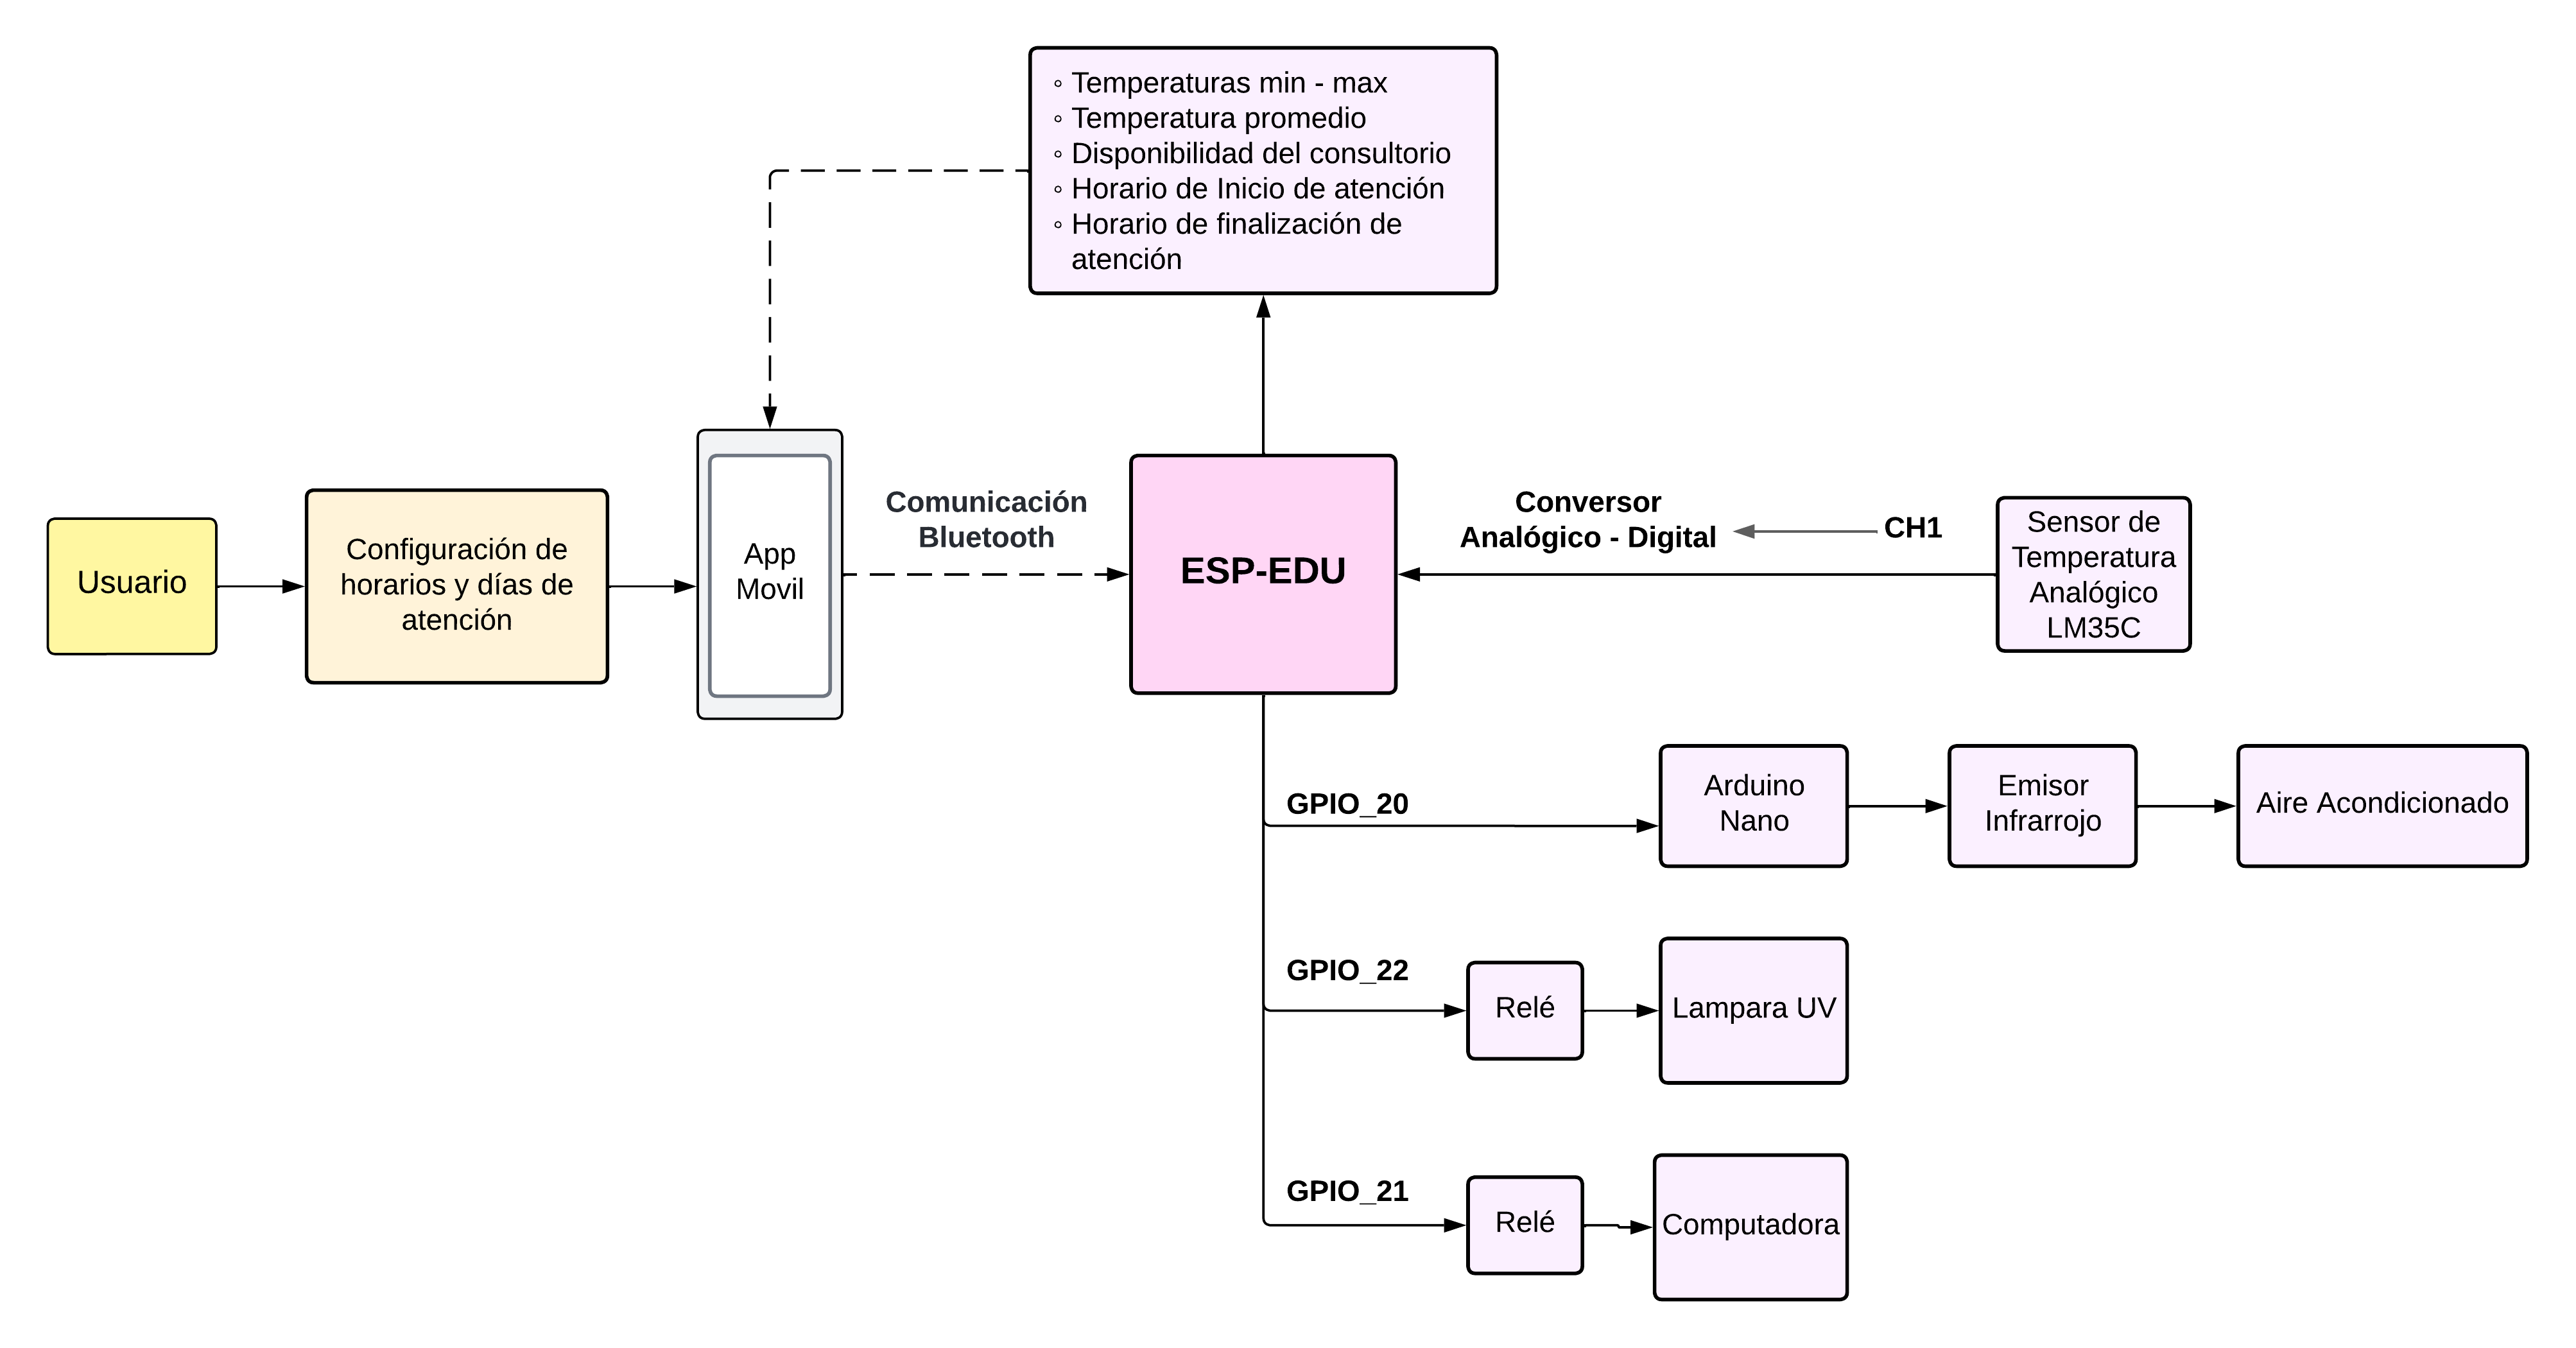 ◦ Temperaturas min - max
◦ Temperatura promedio
◦ Disponibilidad del consultorio
◦ Horario de Inicio de atención
◦ Horario de finalización de
atención
Usuario
Configuración de
horarios y días de
atención
App
Movil
Comunicación
Bluetooth
ESP-EDU
Conversor
Analógico - Digital
CH1
Sensor de
Temperatura
Analógico
LM35C
GPIO_20
Arduino
Nano
Emisor
Infrarrojo
Aire Acondicionado
GPIO_22
Relé
Lampara UV
GPIO_21
Relé
Computadora